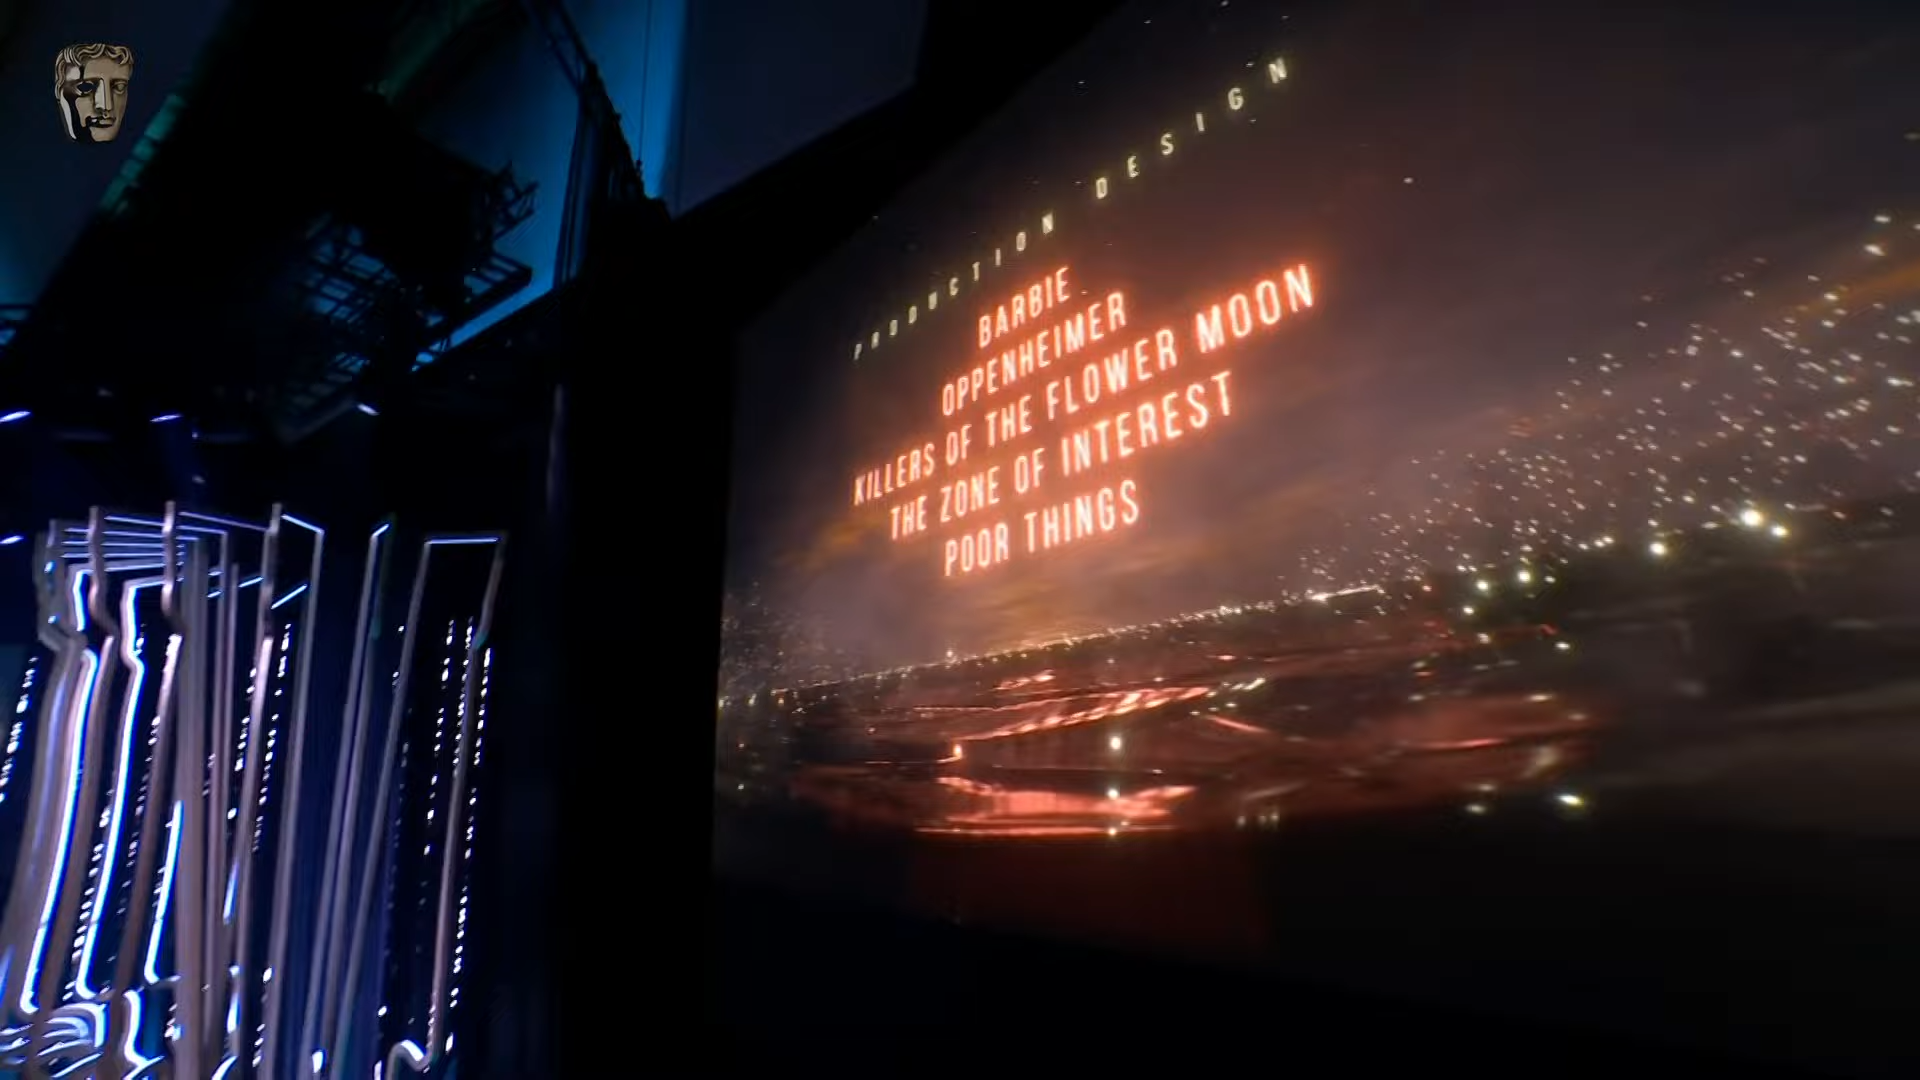 PRODUCTION DESIGN
BARBIE
OPPENHEIMER
KILLERS OF THE FLOWER MOON
THE ZONE OF INTEREST
POOR THINGS